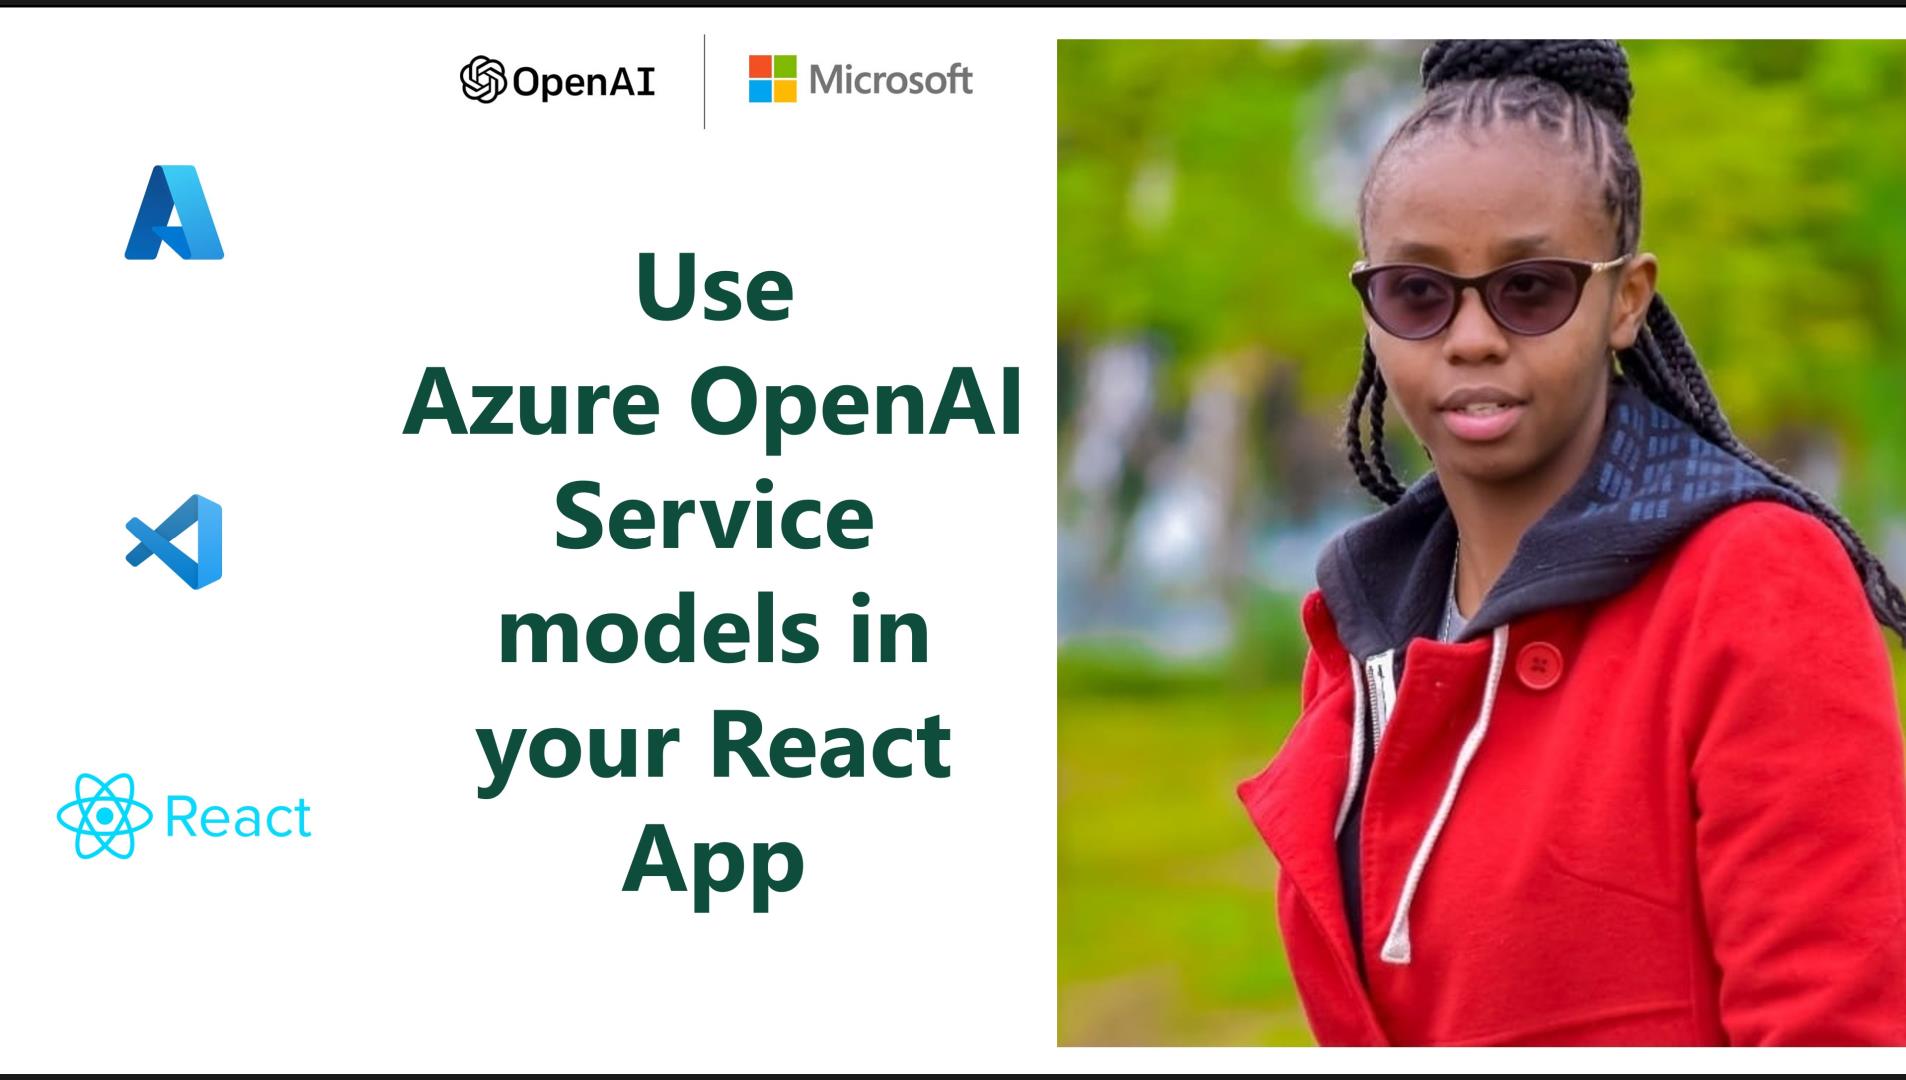 OpenAI
Microsoft
Use
Azure OpenAI
Service
models in
your React
App
React